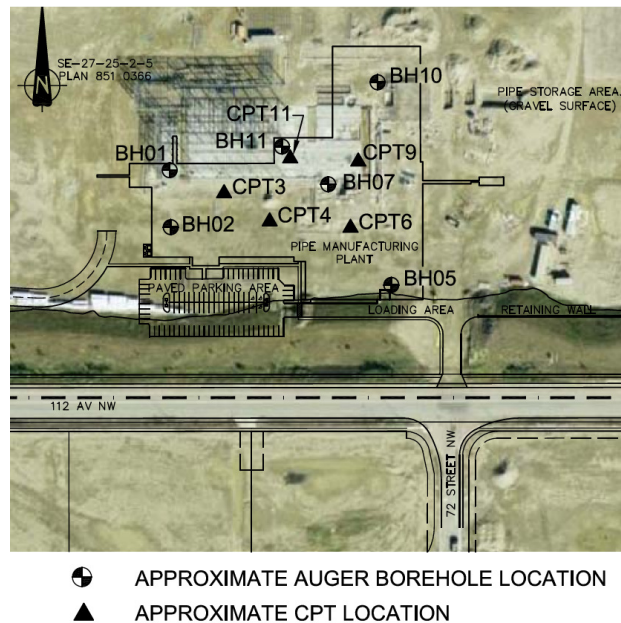 SE-27-25-2-5
PLAN 851 0366
N
BH10
PIPE STORAGE AREA
(GRAVEL SURFACE)
CPT11
BH11
BH01
CPT9
CPT3
BH07
BH02
CPT4
CPT6
PIPE MANUFACTURING
PLANT
BH05
PAVED PARKING AREA
LOADING AREA
RETAINING WALL
112 AV NW
72 STREET NW
APPROXIMATE AUGER BOREHOLE LOCATION
APPROXIMATE CPT LOCATION